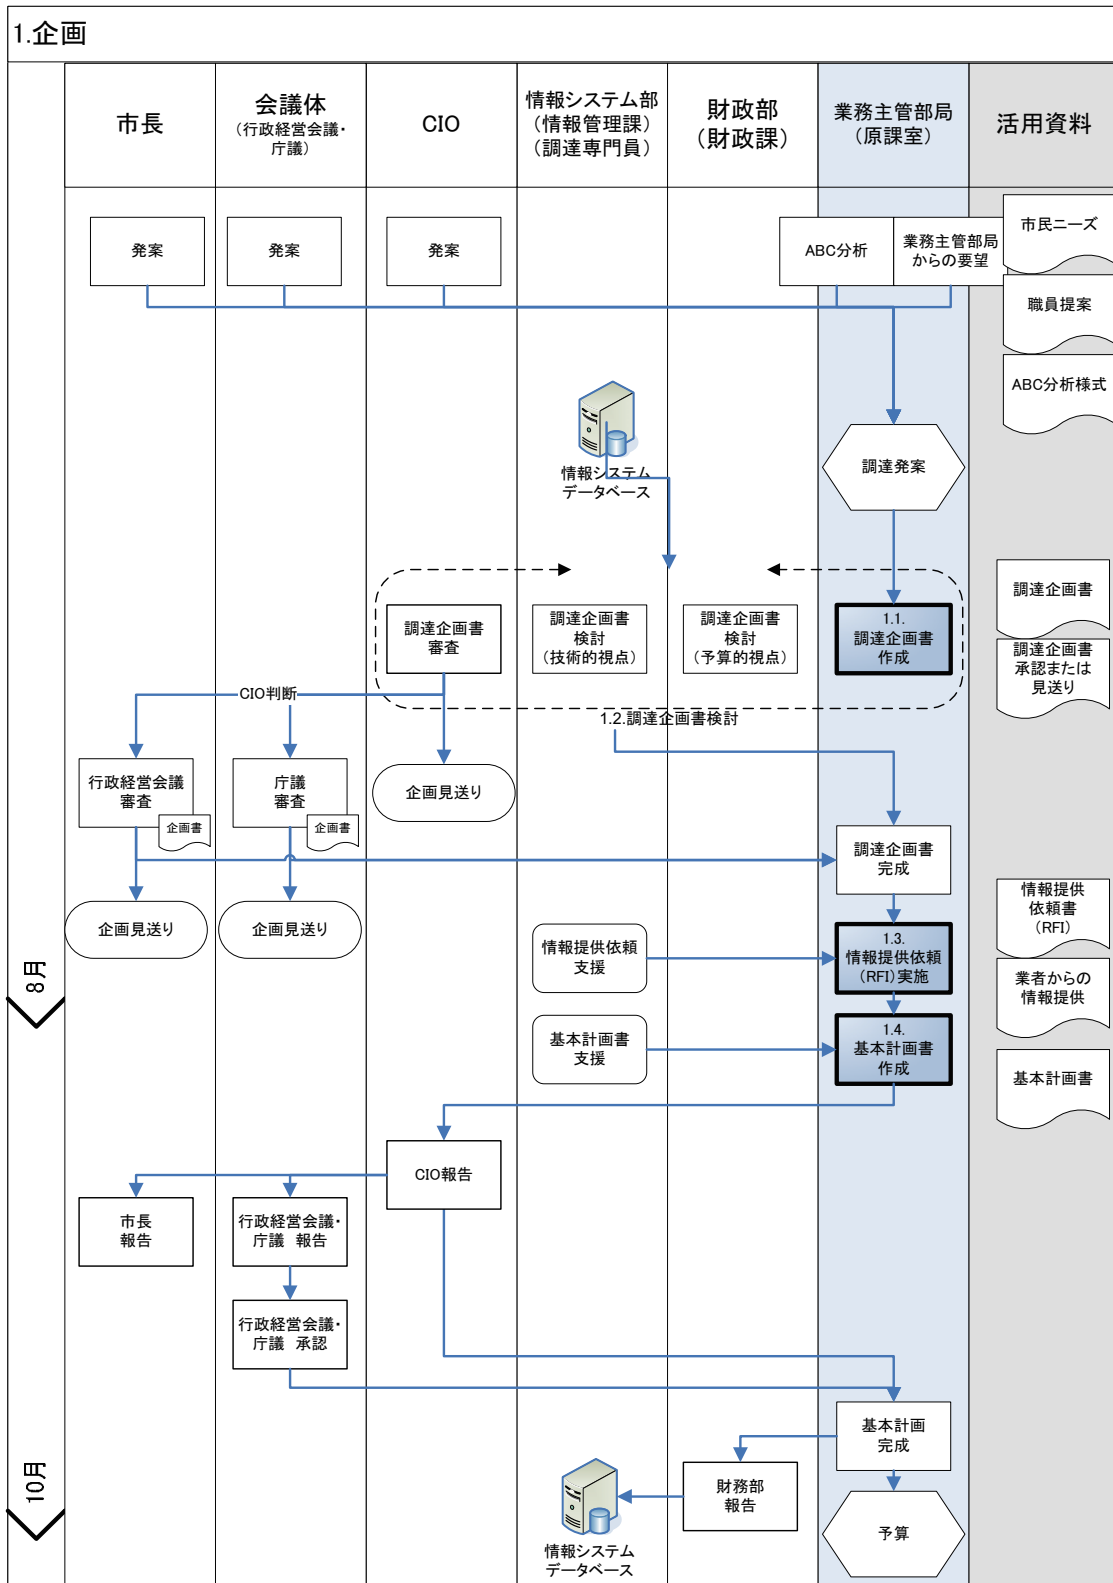 1.企画
市長
会議体
（行政経営会議・
庁議）
CIO
情報システム部
（情報管理課）
（調達専門員）
財政部
（財政課）
業務主管部局
（原課室）
活用資料
発案
発案
発案
ABC分析
業務主管部局
からの要望
市民ニーズ
職員提案
ABC分析様式
情報システム
データベース
調達発案
調達企画書
審査
調達企画書
検討
（技術的視点）
調達企画書
検討
（予算的視点）
1.1.
調達企画書
作成
調達企画書
調達企画書
承認または
見送り
CIO判断
1.2.調達企画書検討
行政経営会議
審査
企画書
庁議
審査
企画書
企画見送り
調達企画書
完成
企画見送り
企画見送り
情報提供依頼
支援
1.3.
情報提供依頼
（RFI）実施
情報提供
依頼書
（RFI）
8月
業者からの
情報提供
基本計画書
支援
1.4.
基本計画書
作成
基本計画書
CIO報告
市長
報告
行政経営会議・
庁議 報告
行政経営会議・
庁議 承認
基本計画
完成
10月
財務部
報告
情報システム
データベース
予算